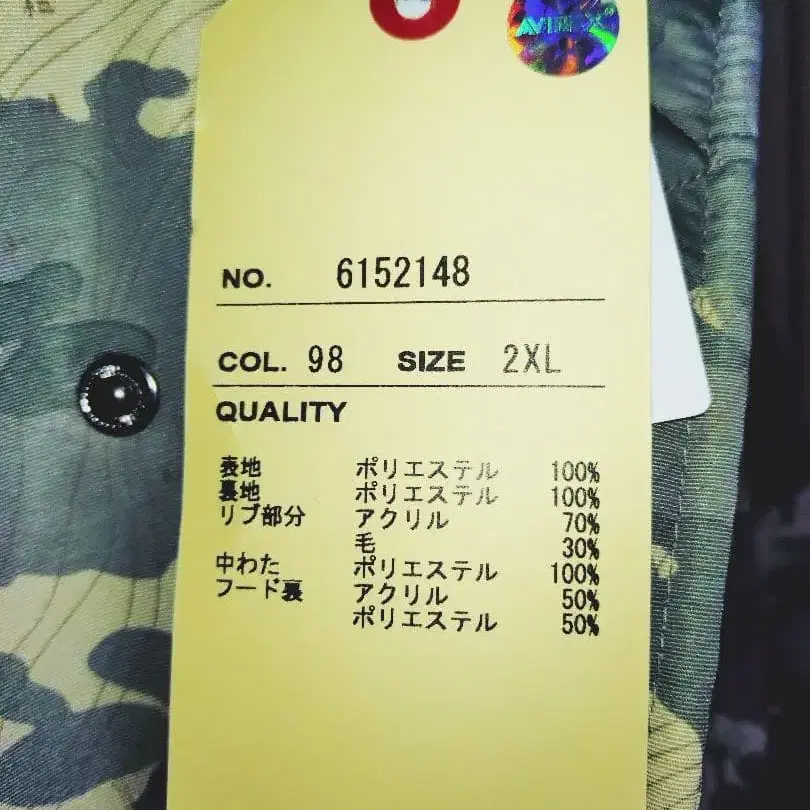 AVIREX®
NO. 6152148
COL. 98 SIZE 2XL
QUALITY
表地 ポリエステル 100%
裏地 ポリエステル 100%
リブ部分 アクリル 70%
毛 30%
中わた ポリエステル 100%
フード裏 アクリル 50%
ポリエステル 50%